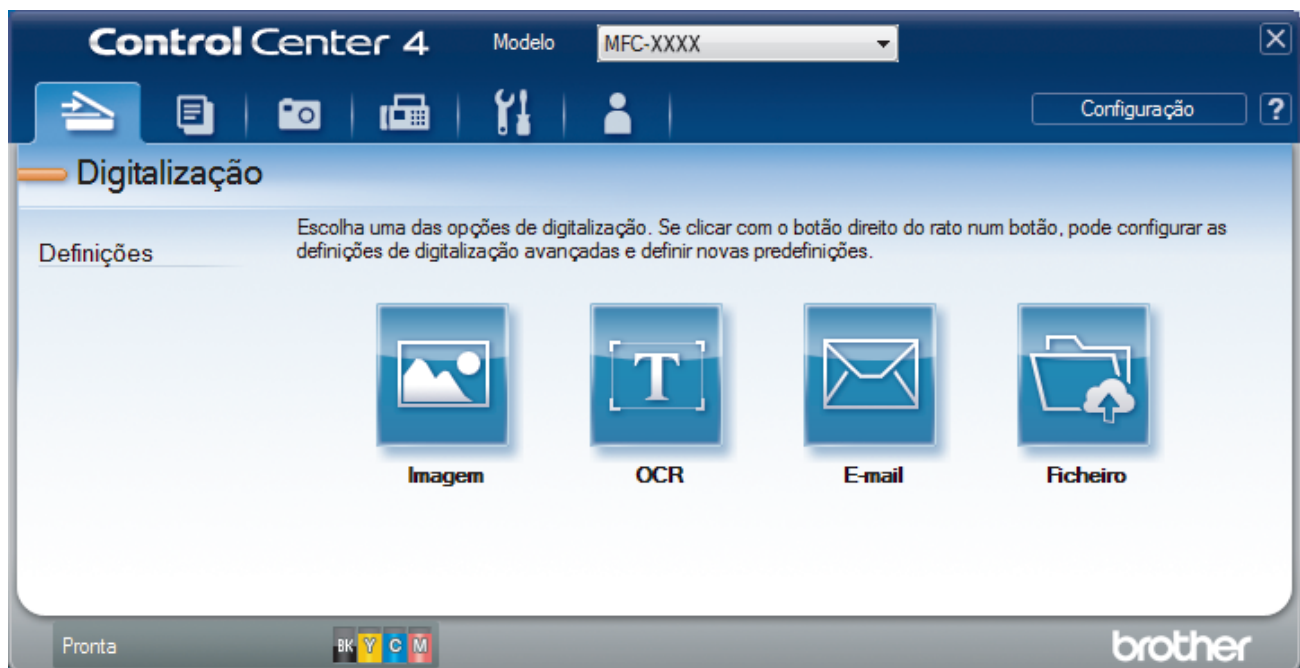 Control Center 4 Modelo MFC-XXXX
Configuração ?
Digitalização
Definições
Escolha uma das opções de digitalização. Se clicar com o botão direito do rato num botão, pode configurar as
definições de digitalização avançadas e definir novas predefinições.
T
Imagem OCR E-mail Ficheiro
Pronta BK Y C M brother